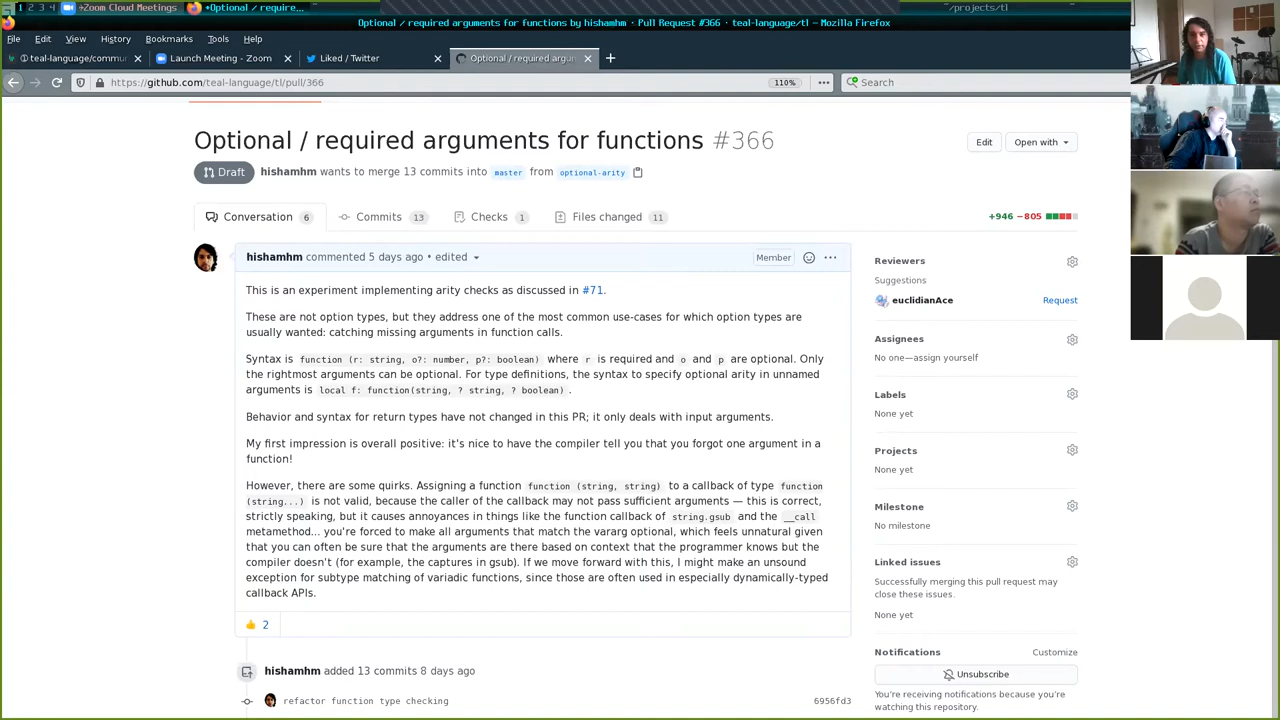 1 2 3 4 Zoom Cloud Meetings *Optional / require... ~/projects/tl
Optional / required arguments for functions by hishamhm · Pull Request #366 · teal-language/tl – Mozilla Firefox
File Edit View History Bookmarks Tools Help
① teal-language/commu Launch Meeting - Zoom Liked / Twitter Optional / required argun
https://github.com/teal-language/tl/pull/366 110% Search
Optional / required arguments for functions #366
Edit Open with
Draft hishamhm wants to merge 13 commits into master from optional-arity
Conversation 6 Commits 13 Checks 1 Files changed 11 +946 −805
hishamhm commented 5 days ago • edited Member
This is an experiment implementing arity checks as discussed in #71.
These are not option types, but they address one of the most common use-cases for which option types are
usually wanted: catching missing arguments in function calls.
Syntax is function (r: string, o?: number, p?: boolean) where r is required and o and p are optional. Only
the rightmost arguments can be optional. For type definitions, the syntax to specify optional arity in unnamed
arguments is local f: function(string, ? string, ? boolean).
Behavior and syntax for return types have not changed in this PR; it only deals with input arguments.
My first impression is overall positive: it's nice to have the compiler tell you that you forgot one argument in a
function!
However, there are some quirks. Assigning a function function (string, string) to a callback of type function
(string...) is not valid, because the caller of the callback may not pass sufficient arguments — this is correct,
strictly speaking, but it causes annoyances in things like the function callback of string.gsub and the __call
metamethod... you're forced to make all arguments that match the vararg optional, which feels unnatural given
that you can often be sure that the arguments are there based on context that the programmer knows but the
compiler doesn't (for example, the captures in gsub). If we move forward with this, I might make an unsound
exception for subtype matching of variadic functions, since those are often used in especially dynamically-typed
callback APIs.
👍 2
hishamhm added 13 commits 8 days ago
refactor function type checking 6956fd3
Reviewers
Suggestions
euclidianAce Request
Assignees
No one—assign yourself
Labels
None yet
Projects
None yet
Milestone
No milestone
Linked issues
Successfully merging this pull request may
close these issues.
None yet
Notifications Customize
Unsubscribe
You're receiving notifications because you're
watching this repository.